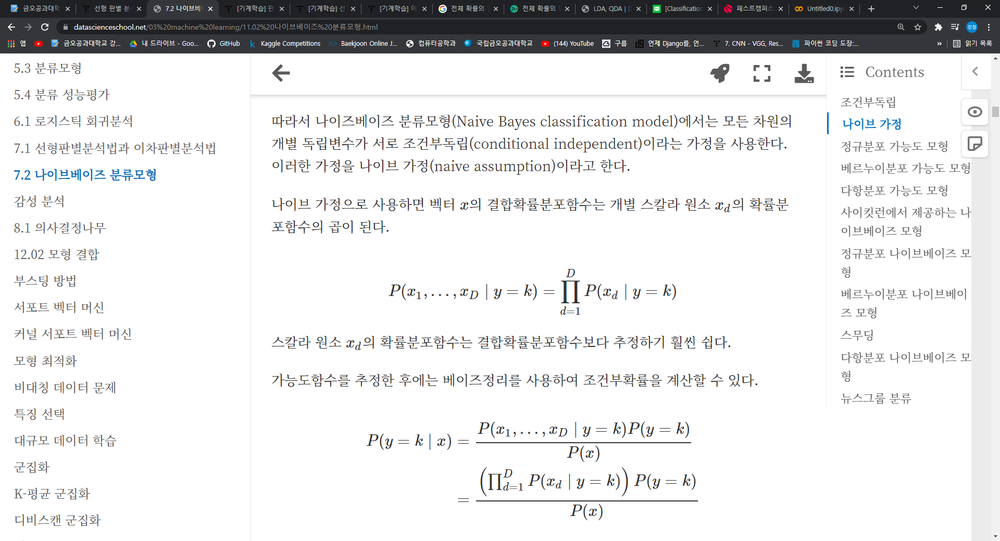 금오공과대학
선형 판별 분
7.2 나이브베이
[기계학습] 판
[기계학습] 선
[기계학습] 이
전체 확률의
전체 확률의
LDA, QDA | D
[Classification
패스트캠퍼스
Untitled0.ipy
datascienceschool.net/03%20machine%20learning/11.02%20나이브베이즈%20분류모형.html
정철
앱
금오공과대학교 강...
내 드라이브 - Goo...
GitHub
Kaggle Competitions
Baekjoon Online J...
컴퓨터공학과
국립금오공과대학교
(144) YouTube
구름
언제 Django를, 언...
7. CNN - VGG, Res...
파이썬 코딩 도장:...
»
읽기 목록
5.3 분류모형
5.4 분류 성능평가
6.1 로지스틱 회귀분석
7.1 선형판별분석법과 이차판별분석법
7.2 나이브베이즈 분류모형
감성 분석
8.1 의사결정나무
12.02 모형 결합
부스팅 방법
서포트 벡터 머신
커널 서포트 벡터 머신
모형 최적화
비대칭 데이터 문제
특징 선택
대규모 데이터 학습
군집화
K-평균 군집화
디비스캔 군집화
따라서 나이즈베이즈 분류모형(Naive Bayes classification model)에서는 모든 차원의
개별 독립변수가 서로 조건부독립(conditional independent)이라는 가정을 사용한다.
이러한 가정을 나이브 가정(naive assumption)이라고 한다.
나이브 가정으로 사용하면 벡터 x의 결합확률분포함수는 개별 스칼라 원소 x_d의 확률분
포함수의 곱이 된다.
P(x_1, …, x_D | y = k) = ∏_{d=1}^{D} P(x_d | y = k)
스칼라 원소 x_d의 확률분포함수는 결합확률분포함수보다 추정하기 훨씬 쉽다.
가능도함수를 추정한 후에는 베이즈정리를 사용하여 조건부확률을 계산할 수 있다.
P(y = k | x) = P(x_1, …, x_D | y = k)P(y = k) / P(x)
= (∏_{d=1}^{D} P(x_d | y = k)) P(y = k) / P(x)
Contents
조건부독립
나이브 가정
정규분포 가능도 모형
베르누이분포 가능도 모형
다항분포 가능도 모형
사이킷런에서 제공하는 나
이브베이즈 모형
정규분포 나이브베이즈 모
형
베르누이분포 나이브베이
즈 모형
스무딩
다항분포 나이브베이즈 모
형
뉴스그룹 분류